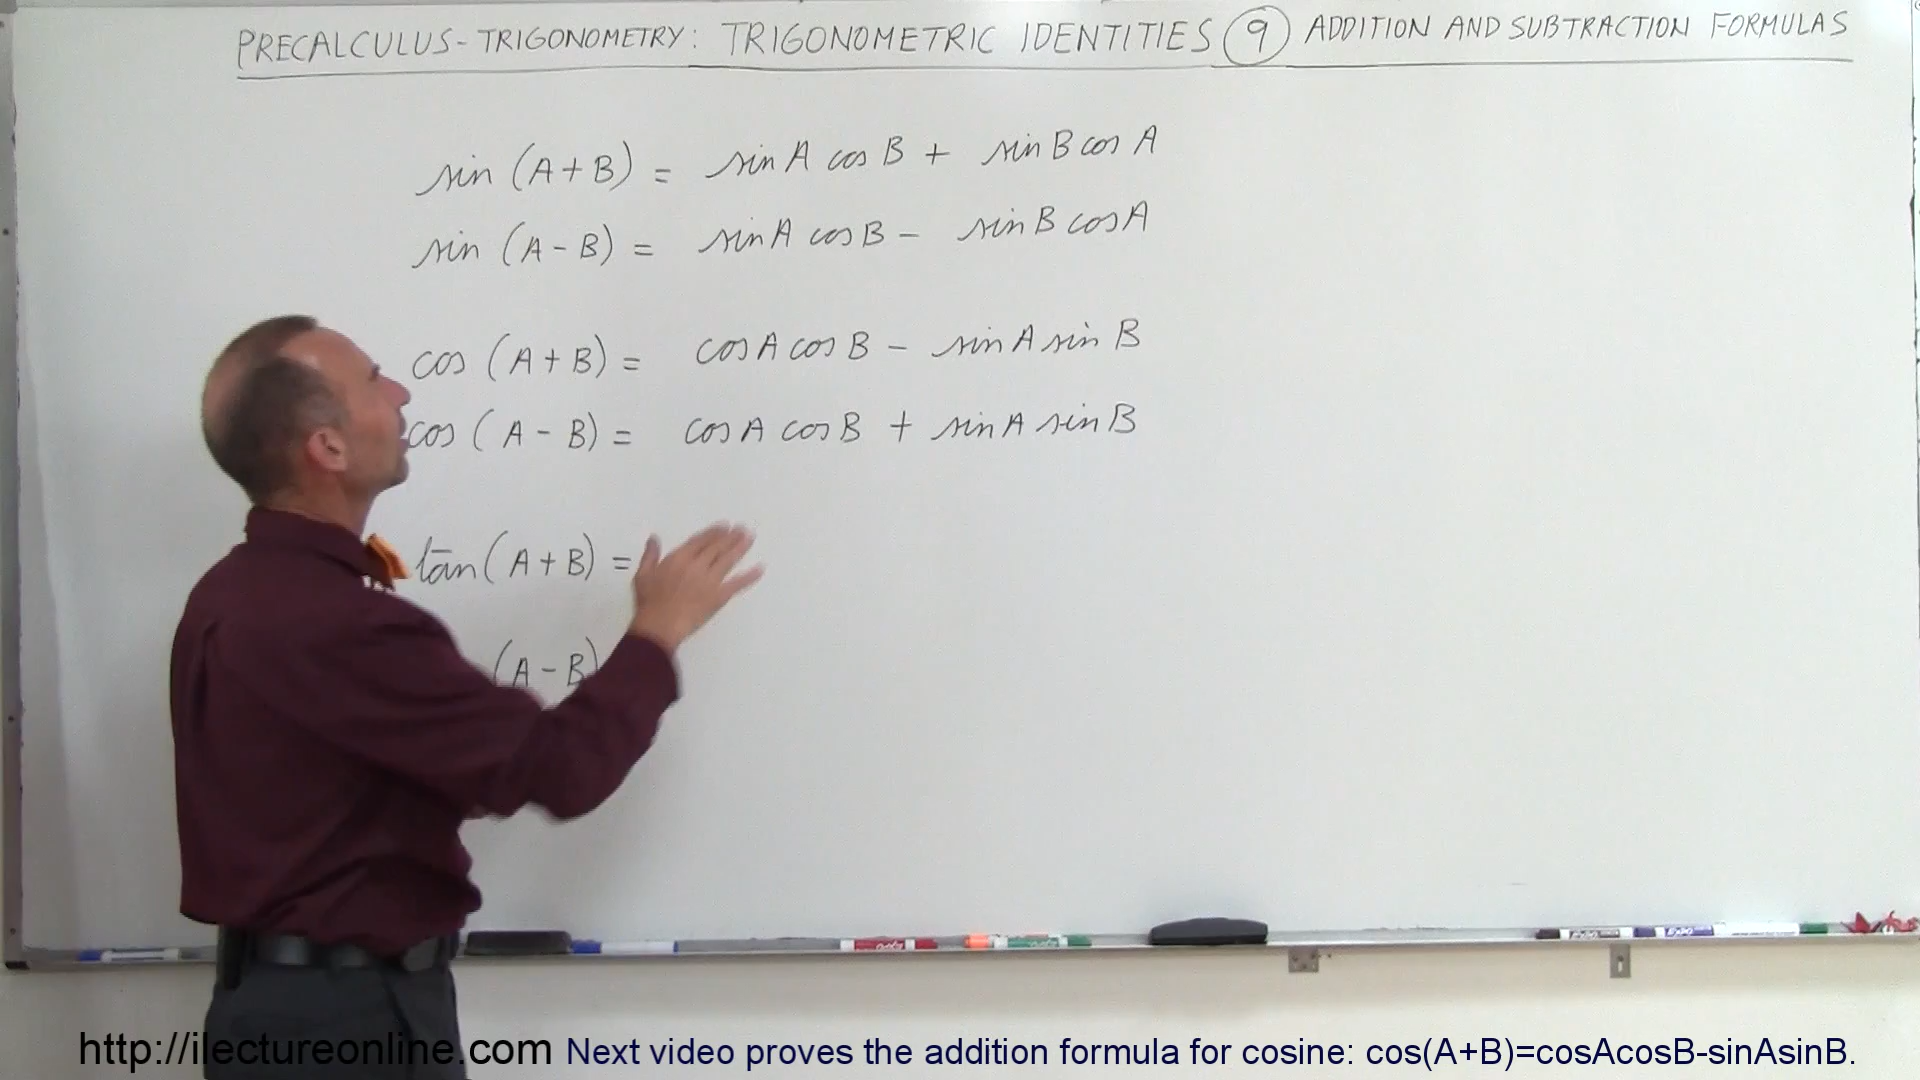 PRECALCULUS - TRIGONOMETRY: TRIGONOMETRIC IDENTITIES 9 ADDITION AND SUBTRACTION FORMULAS
sin (A+B) = sin A cos B + sin B cos A
sin (A-B) = sin A cos B - sin B cos A
cos (A+B) = cos A cos B - sin A sin B
cos (A-B) = cos A cos B + sin A sin B
tan (A+B) =
(A-B)
http://ilectureonline.com Next video proves the addition formula for cosine: cos(A+B)=cosAcosB-sinAsinB.